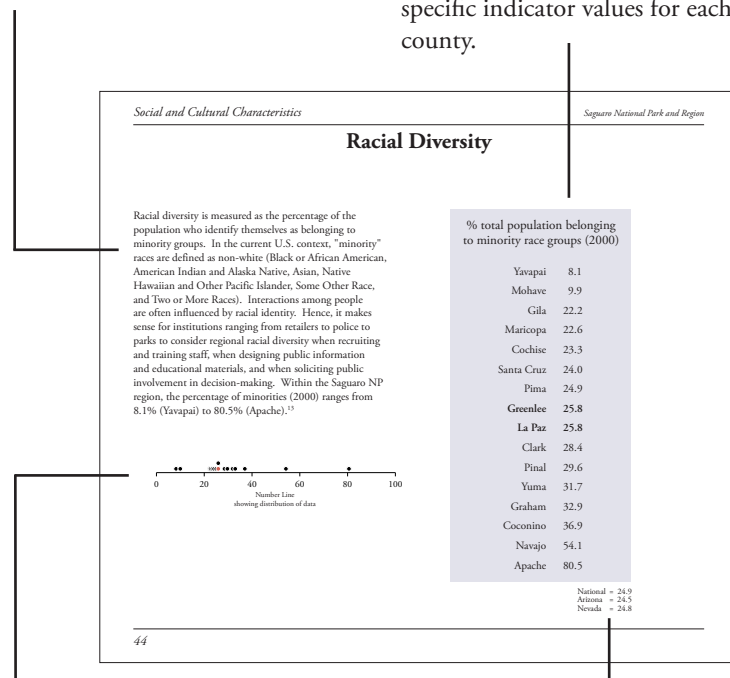 specific indicator values for each
county.
Social and Cultural Characteristics
Saguaro National Park and Region
Racial Diversity
Racial diversity is measured as the percentage of the
population who identify themselves as belonging to
minority groups.  In the current U.S. context, "minority"
races are defined as non-white (Black or African American,
American Indian and Alaska Native, Asian, Native
Hawaiian and Other Pacific Islander, Some Other Race,
and Two or More Races).  Interactions among people
are often influenced by racial identity.  Hence, it makes
sense for institutions ranging from retailers to police to
parks to consider regional racial diversity when recruiting
and training staff, when designing public information
and educational materials, and when soliciting public
involvement in decision-making.  Within the Saguaro NP
region, the percentage of minorities (2000) ranges from
8.1% (Yavapai) to 80.5% (Apache).¹³
0 20 40 60 80 100
Number Line
showing distribution of data
% total population belonging
to minority race groups (2000)
Yavapai 8.1
Mohave 9.9
Gila 22.2
Maricopa 22.6
Cochise 23.3
Santa Cruz 24.0
Pima 24.9
Greenlee 25.8
La Paz 25.8
Clark 28.4
Pinal 29.6
Yuma 31.7
Graham 32.9
Coconino 36.9
Navajo 54.1
Apache 80.5
National = 24.9
Arizona = 24.5
Nevada = 24.8
44